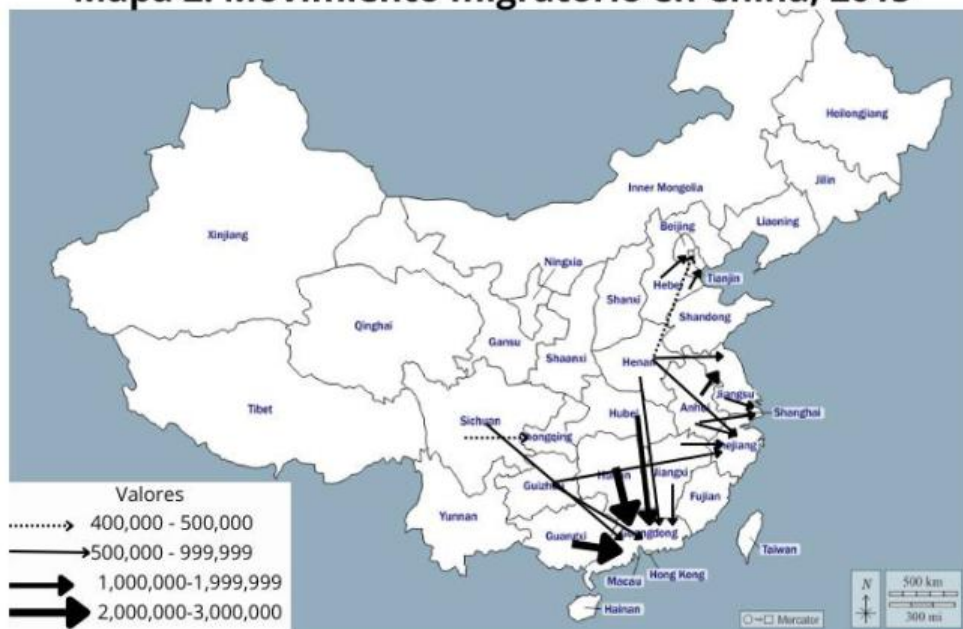 Mapa 2. Movimiento migratorio en China, 2015
Heilongjiang
Jilin
Inner Mongolia
Liaoning
Beijing
Xinjiang
Ningxia
Tianjin
Hebei
Shanxi
Shandong
Qinghai
Gansu
Shaanxi
Henan
Jiangsu
Tibet
Anhui
Shanghai
Sichuan
Hubei
Chongqing
Zhejiang
Hunan
Jiangxi
Guizhou
Fujian
Yunnan
Guangxi
Guangdong
Taiwan
Macau
Hong Kong
Hainan
Valores
400,000 - 500,000
500,000 - 999,999
1,000,000-1,999,999
2,000,000-3,000,000
N
500 km
300 mi
Mercator